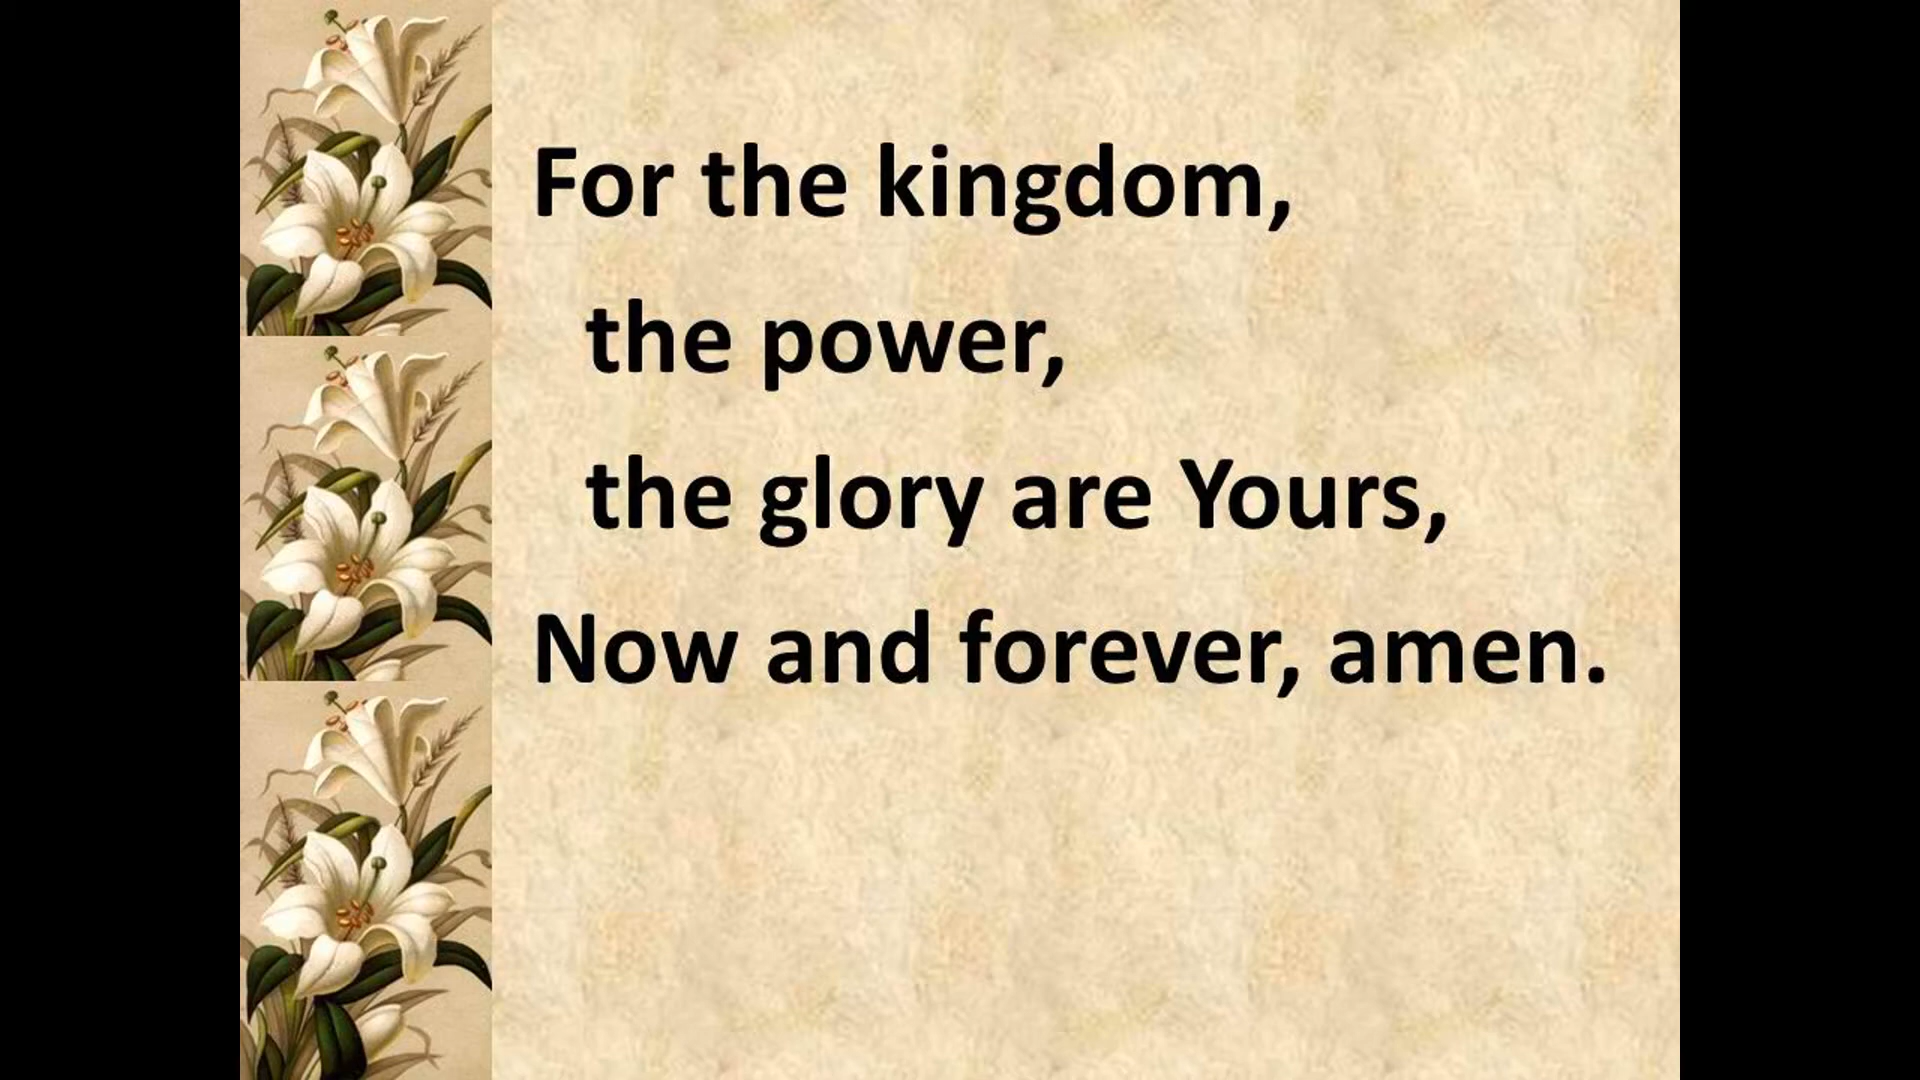 For the kingdom,
the power,
the glory are Yours,
Now and forever, amen.